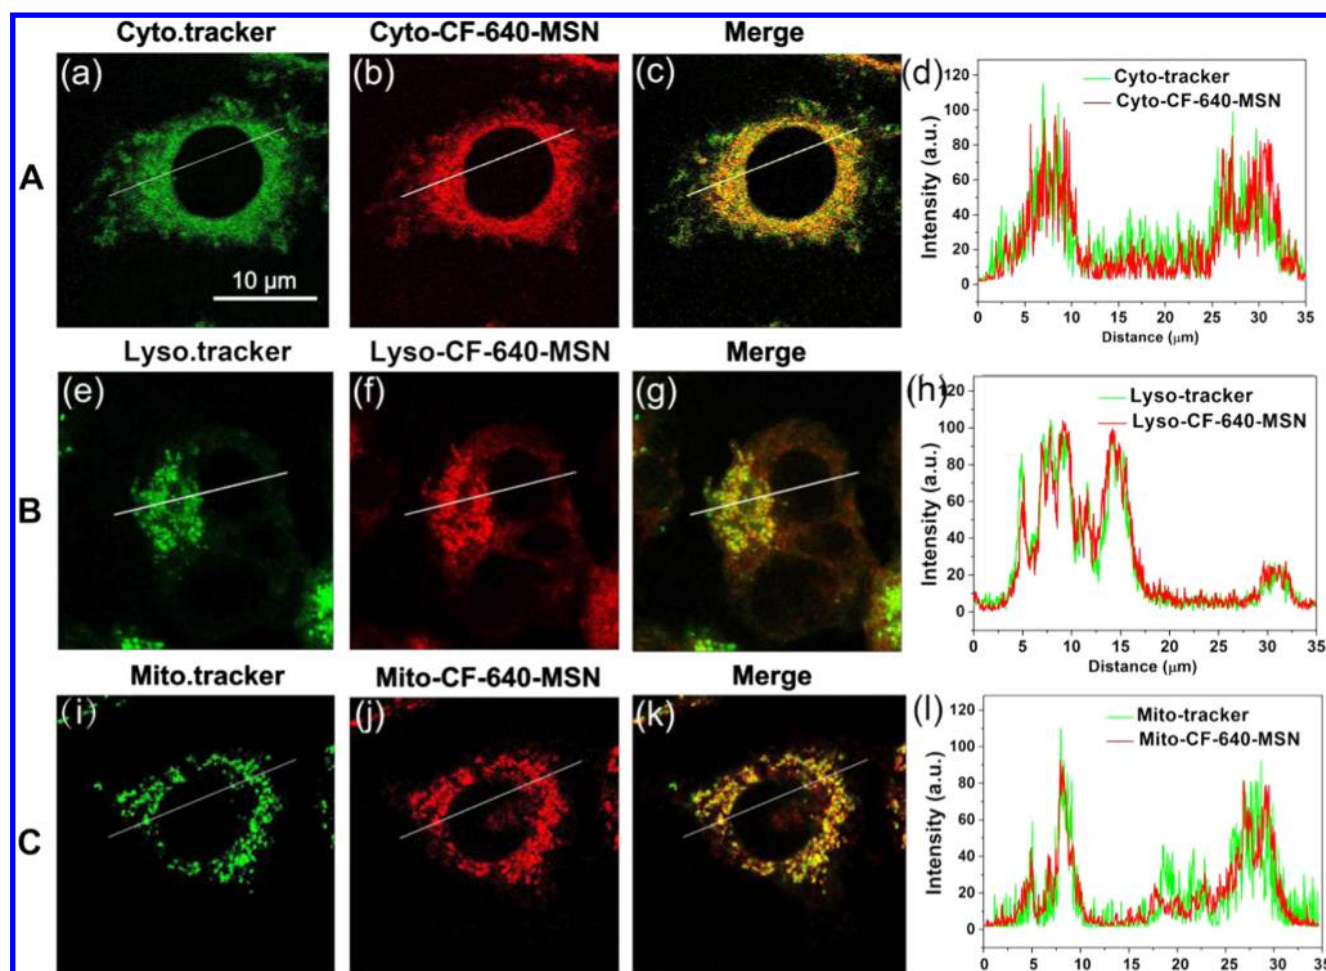 Cyto.tracker Cyto-CF-640-MSN Merge
A
(a) (b) (c) (d)
10 μm
Cyto-tracker
Cyto-CF-640-MSN
Intensity (a.u.)
120
100
80
60
40
20
0
0 5 10 15 20 25 30 35
Distance (μm)
Lyso.tracker Lyso-CF-640-MSN Merge
B
(e) (f) (g) (h)
Lyso-tracker
Lyso-CF-640-MSN
Intensity (a.u.)
120
100
80
60
40
20
0
0 5 10 15 20 25 30 35
Distance (μm)
Mito.tracker Mito-CF-640-MSN Merge
C
(i) (j) (k) (l)
Mito-tracker
Mito-CF-640-MSN
Intensity (a.u.)
120
100
80
60
40
20
0
0 5 10 15 20 25 30 35